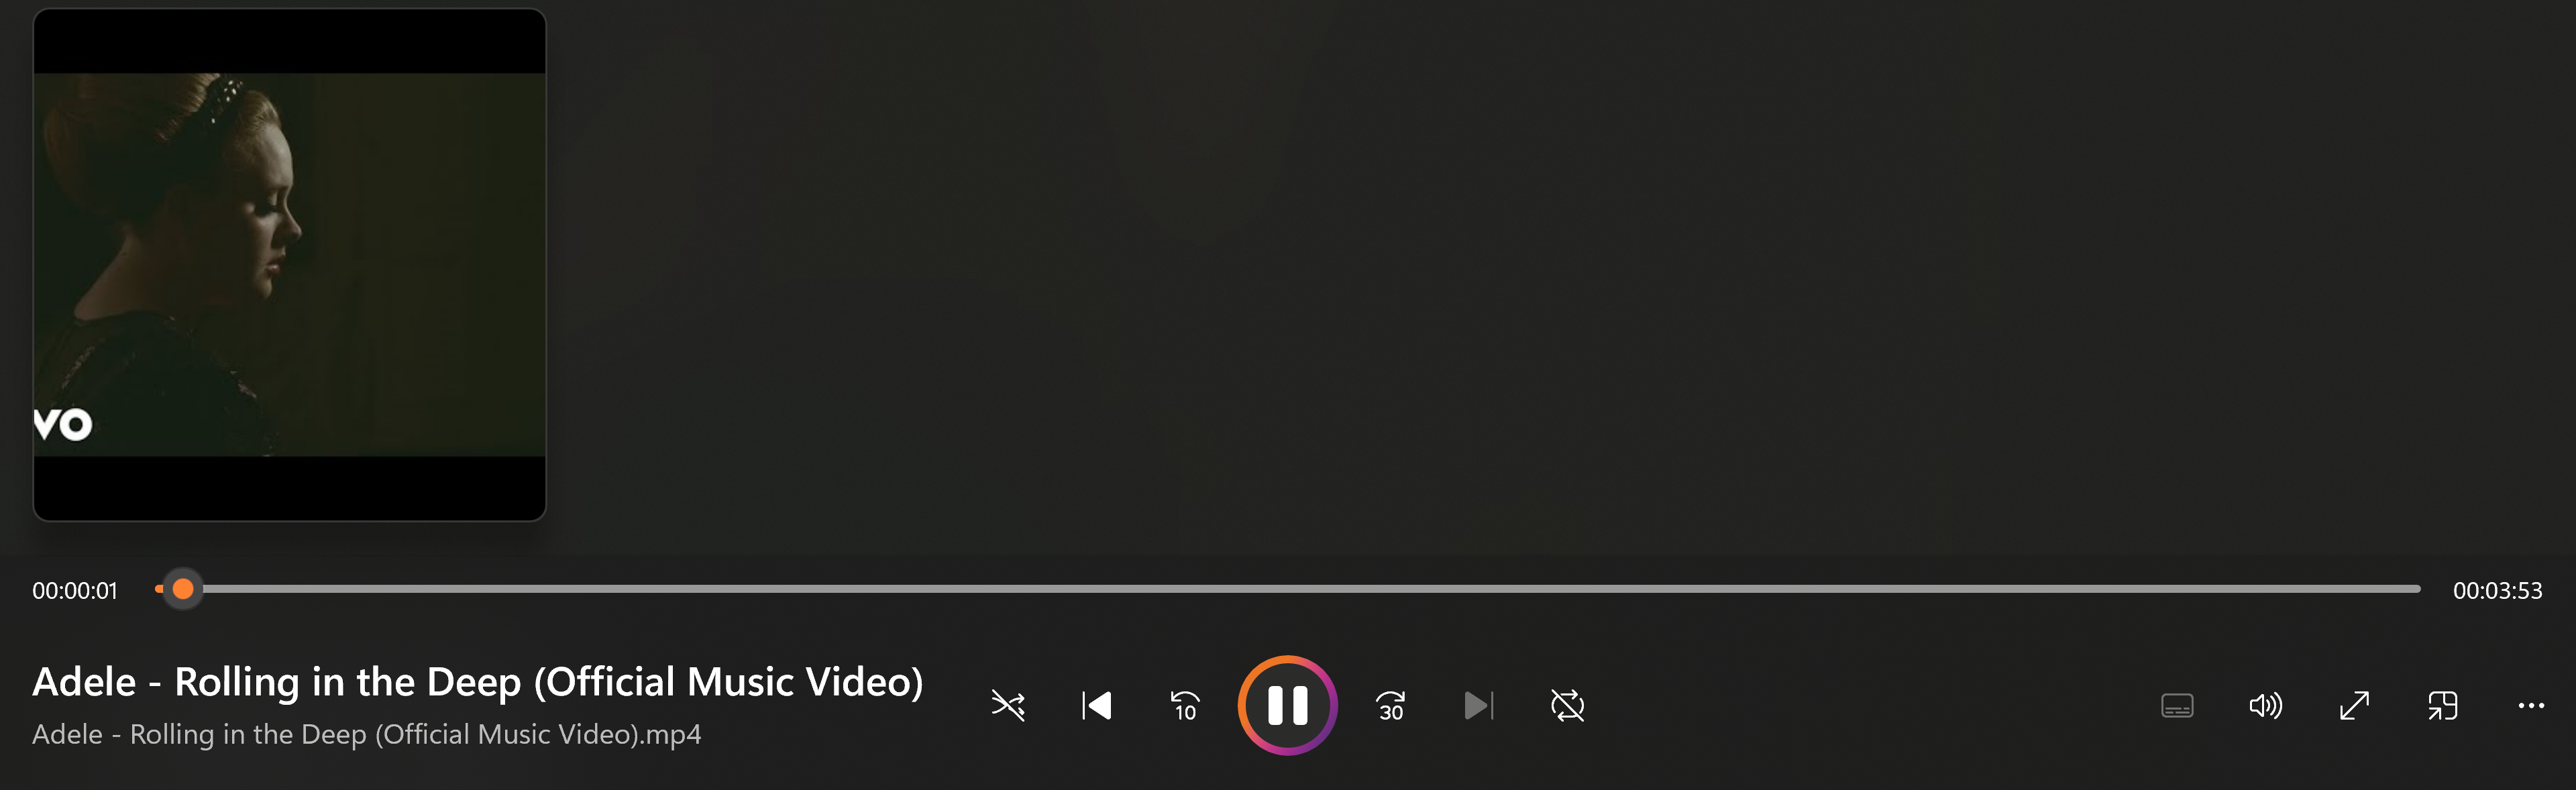 vo
00:00:01
00:03:53
Adele - Rolling in the Deep (Official Music Video)
Adele - Rolling in the Deep (Official Music Video).mp4
10
30